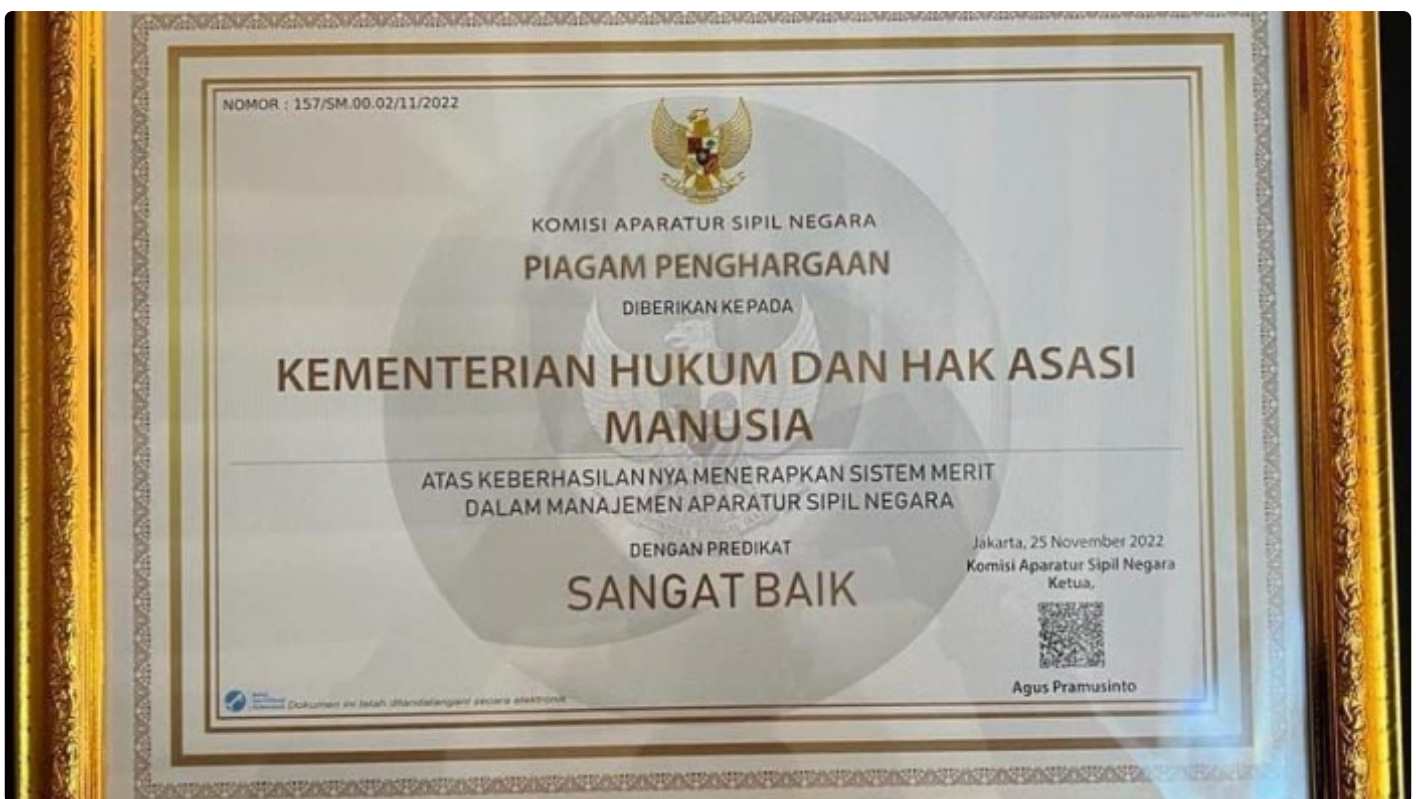 NOMOR : 157/SM.00.02/11/2022
KOMISI APARATUR SIPIL NEGARA
PIAGAM PENGHARGAAN
DIBERIKAN KEPADA
KEMENTERIAN HUKUM DAN HAK ASASI
MANUSIA
ATAS KEBERHASILANNYA MENERAPKAN SISTEM MERIT
DALAM MANAJEMEN APARATUR SIPIL NEGARA
DENGAN PREDIKAT
SANGAT BAIK
Jakarta, 25 November 2022
Komisi Aparatur Sipil Negara
Ketua,
Agus Pramusinto
Dokumen ini telah ditandatangani secara elektronik